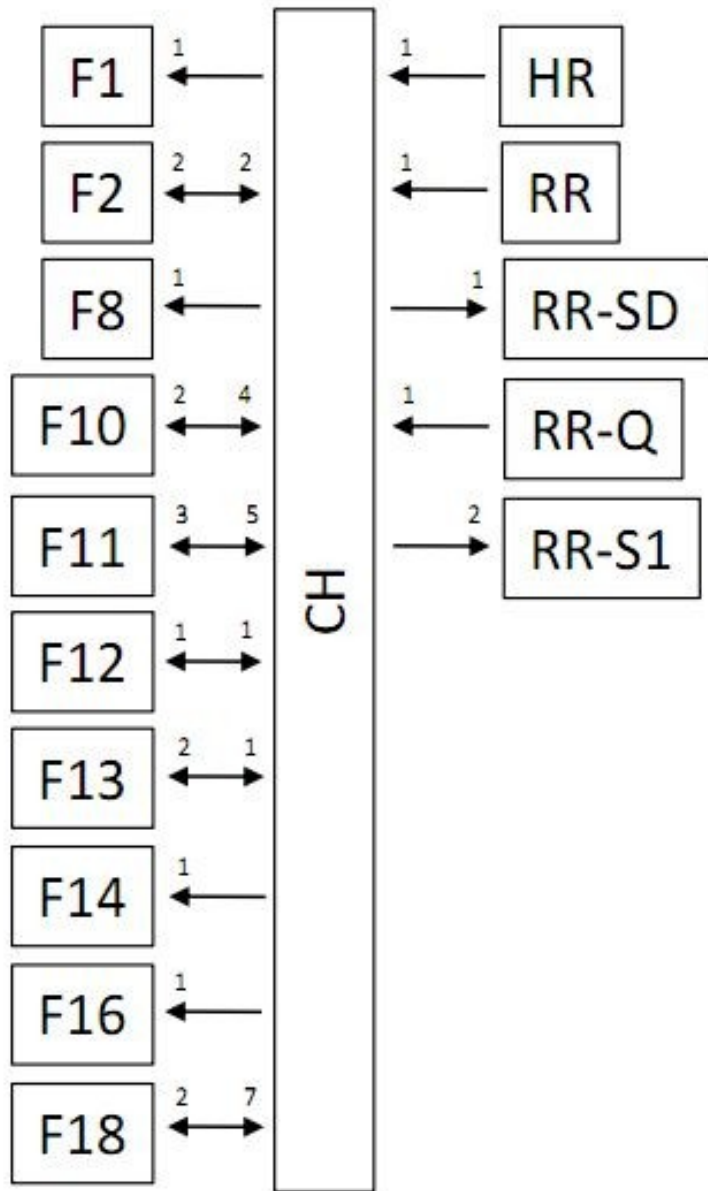 F1 1 1 HR
F2 2 2 1 RR
F8 1 1 RR-SD
F10 2 4 1 RR-Q
F11 3 5 2 RR-S1
CH
F12 1 1
F13 2 1
F14 1
F16 1
F18 2 7